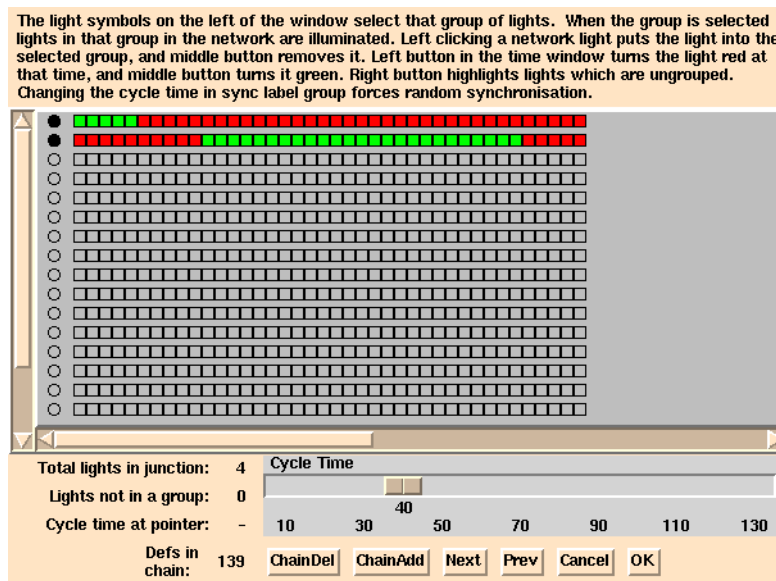 The light symbols on the left of the window select that group of lights. When the group is selected
lights in that group in the network are illuminated. Left clicking a network light puts the light into the
selected group, and middle button removes it. Left button in the time window turns the light red at
that time, and middle button turns it green. Right button highlights lights which are ungrouped.
Changing the cycle time in sync label group forces random synchronisation.
Total lights in junction: 4
Cycle Time
Lights not in a group: 0
40
Cycle time at pointer: -
10 30 50 70 90 110 130
Defs in
chain: 139
ChainDel ChainAdd Next Prev Cancel OK